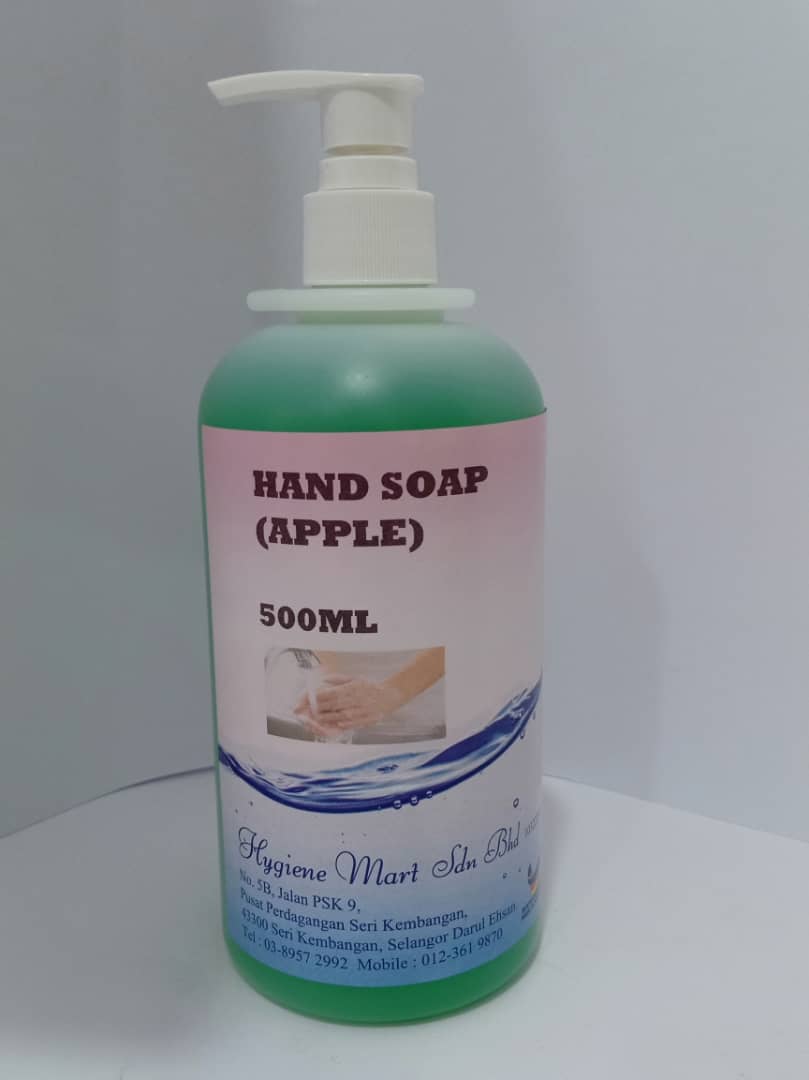 HAND SOAP
(APPLE)
500ML
Hygiene Mart Sdn Bhd
No. 5B, Jalan PSK 9,
Pusat Perdagangan Seri Kembangan,
43300 Seri Kembangan, Selangor Darul Ehsan.
Tel : 03-8957 2992 Mobile : 012-361 9870